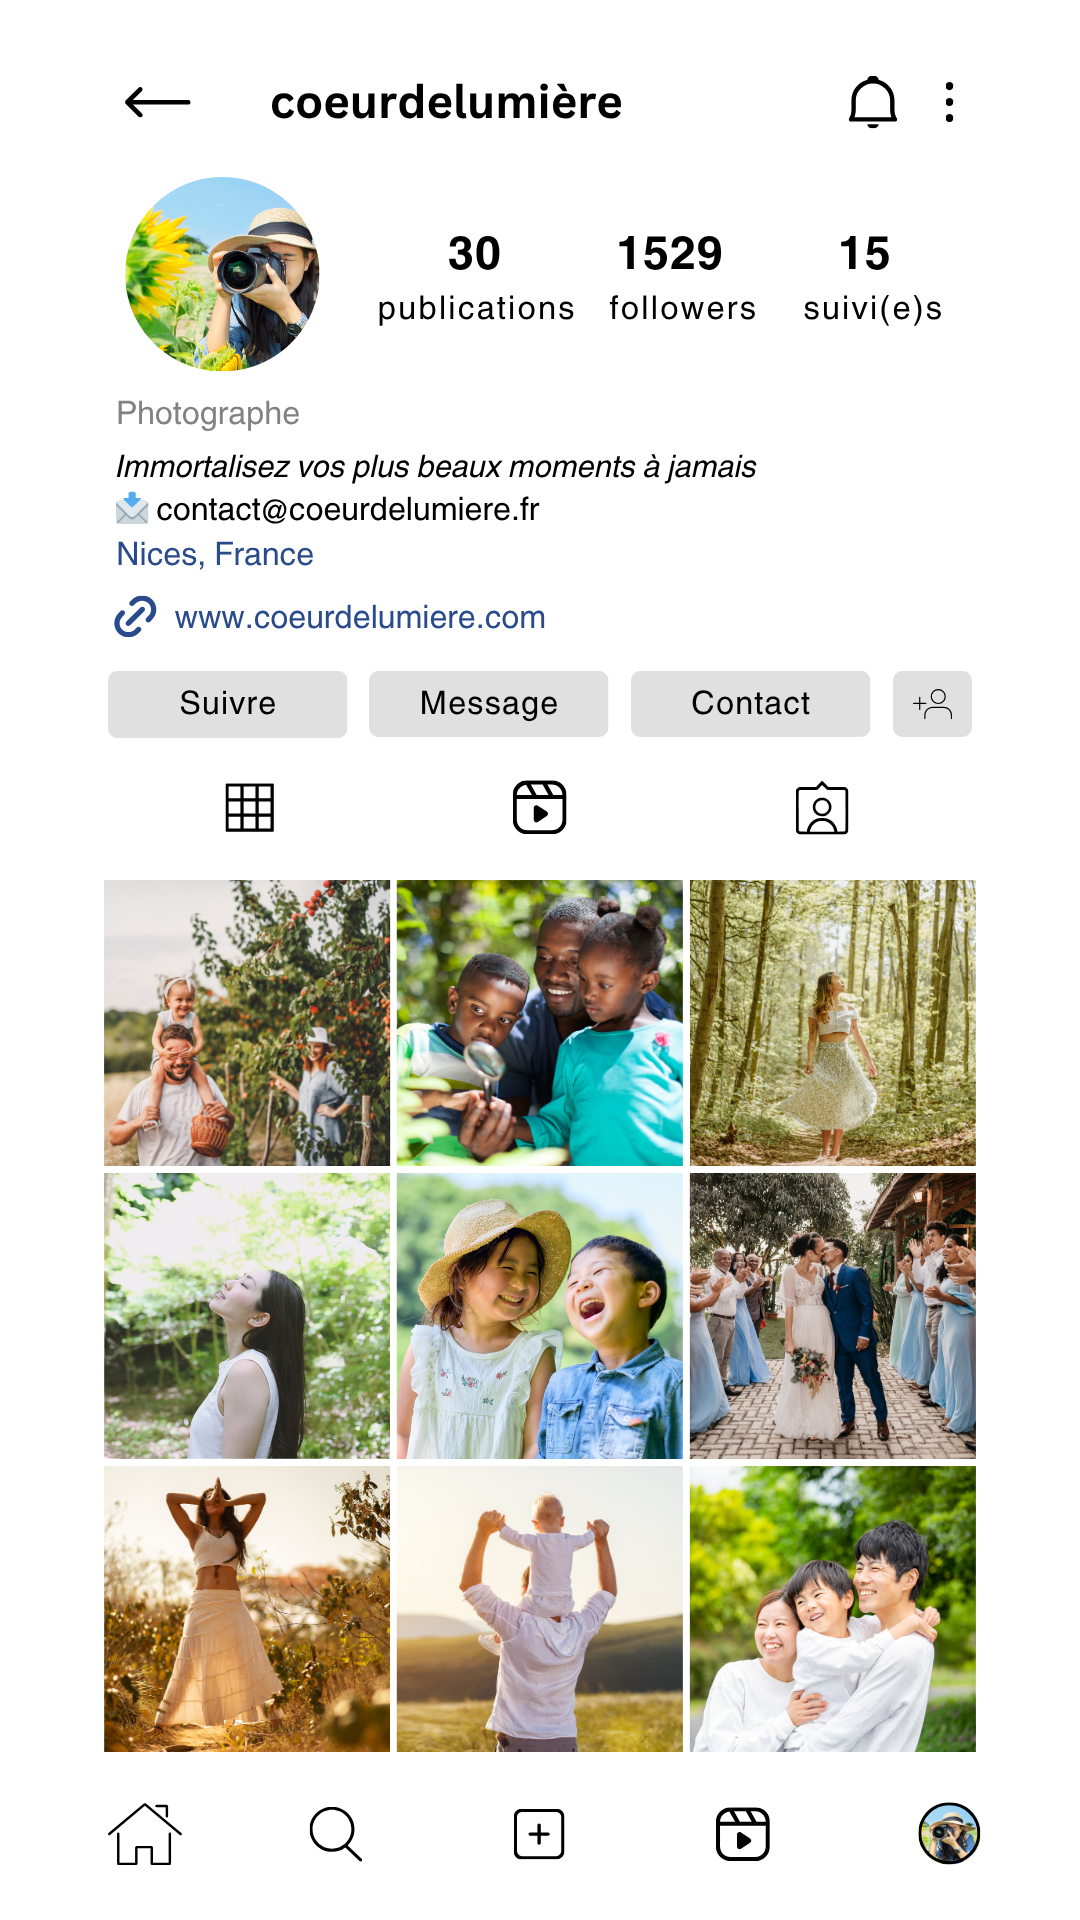 coeurdelumière
30 1529 15
publications followers suivi(e)s
Photographe
Immortalisez vos plus beaux moments à jamais
contact@coeurdelumiere.fr
Nices, France
www.coeurdelumiere.com
Suivre Message Contact